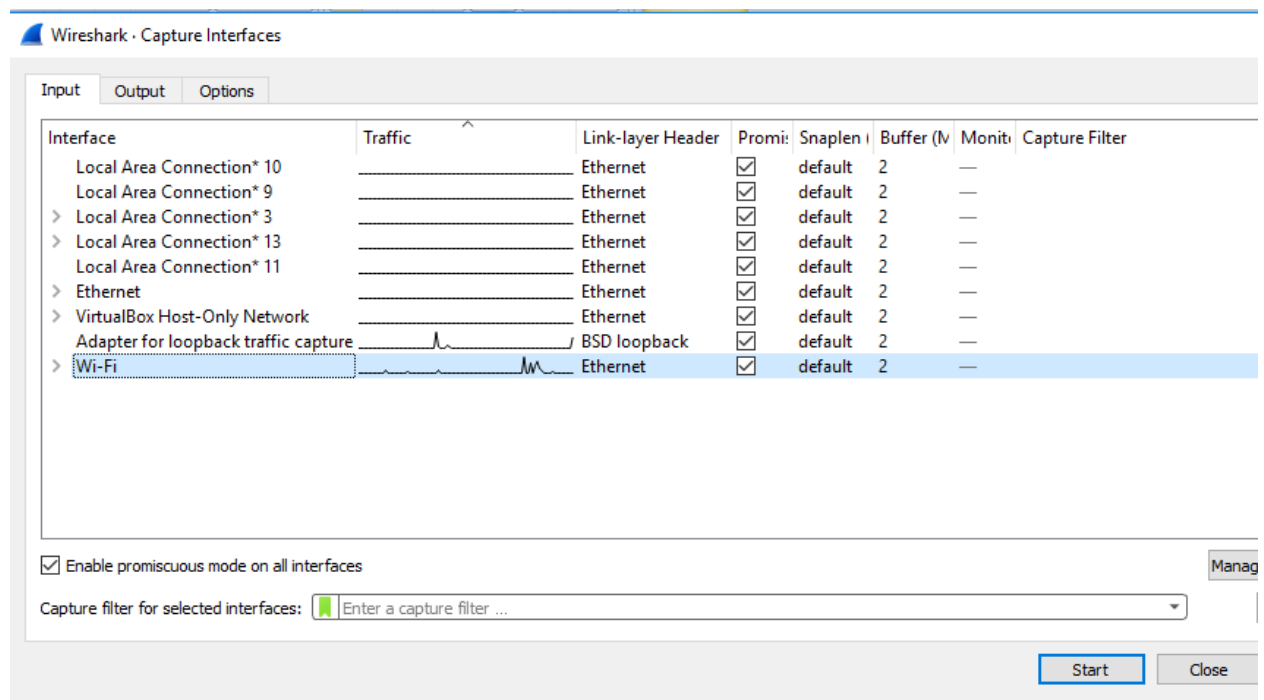 Wireshark · Capture Interfaces
Input Output Options
Interface Traffic Link-layer Header Promi: Snaplen ( Buffer (M Monit Capture Filter
Local Area Connection* 10 Ethernet default 2 —
Local Area Connection* 9 Ethernet default 2 —
> Local Area Connection* 3 Ethernet default 2 —
> Local Area Connection* 13 Ethernet default 2 —
Local Area Connection* 11 Ethernet default 2 —
> Ethernet Ethernet default 2 —
> VirtualBox Host-Only Network Ethernet default 2 —
Adapter for loopback traffic capture BSD loopback default 2 —
> Wi-Fi Ethernet default 2 —
Enable promiscuous mode on all interfaces
Manag
Capture filter for selected interfaces: Enter a capture filter ...
Start Close